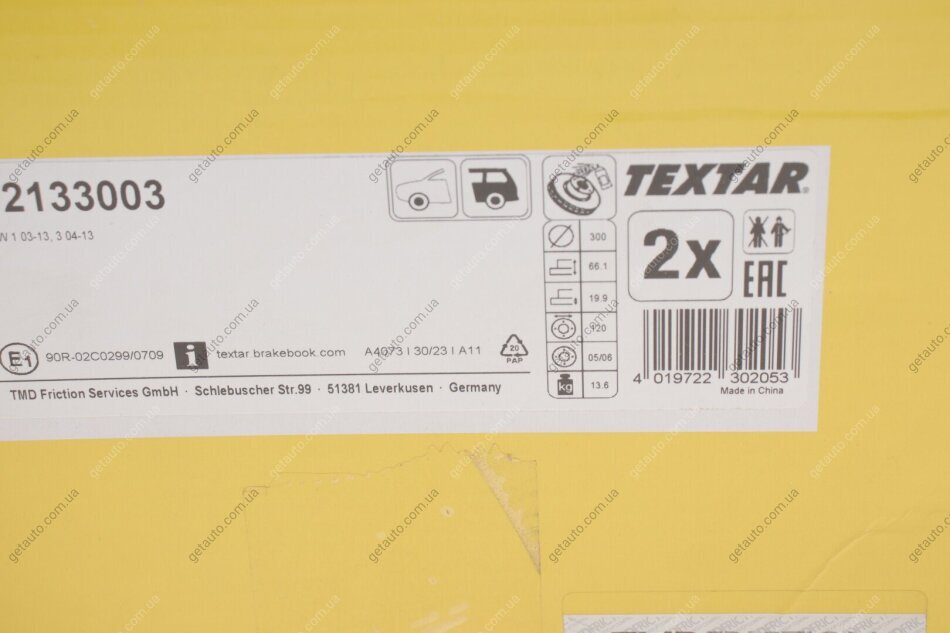 TEXTAR®
2133003
W 1 03-13, 3 04-13
300
66.1
19.9
120
05/06
kg 13.6
2x
EAC
E1 90R-02C0299/0709
i textar.brakebook.com
A4073 | 30/23 | A11
20
PAP
TMD Friction Services GmbH · Schlebuscher Str.99 · 51381 Leverkusen · Germany
4 019722 302053
Made in China
getauto.com.ua